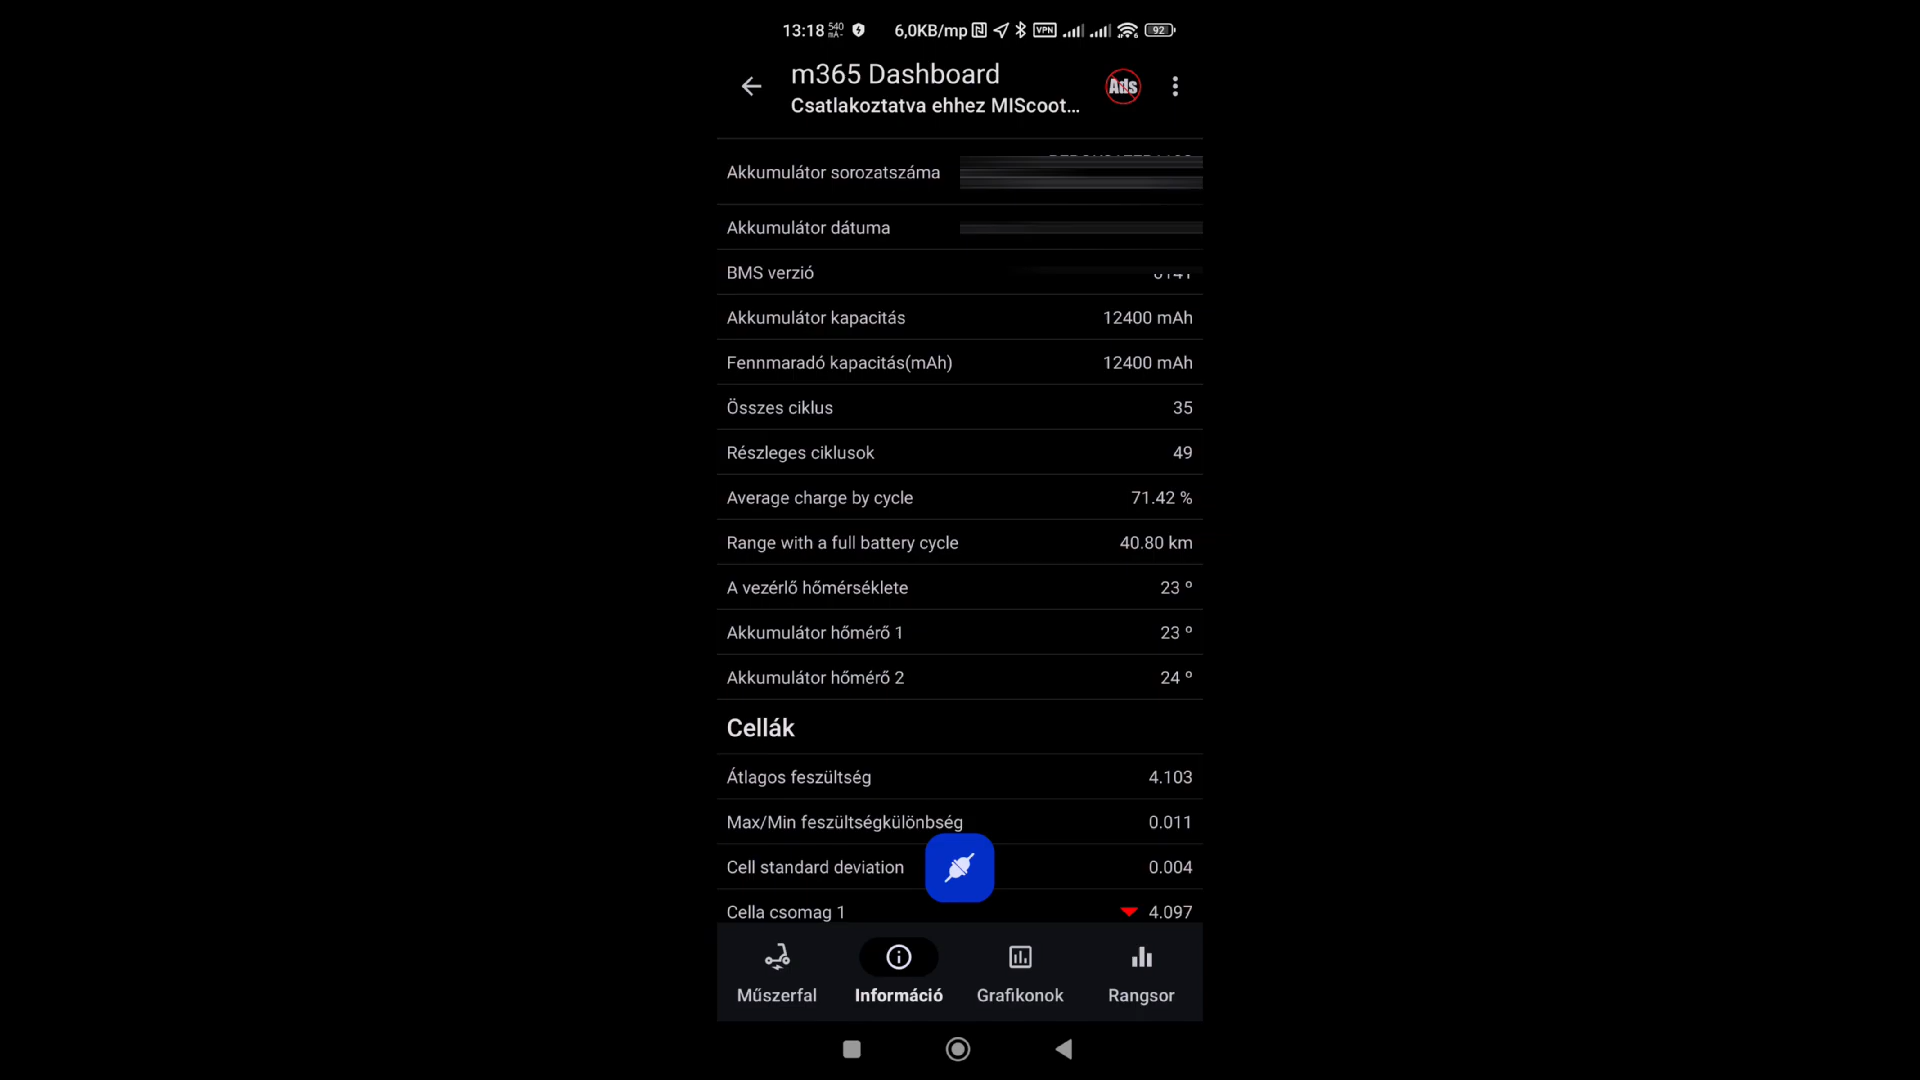 13:18 540 mA- 6,0KB/mp VPN 92
m365 Dashboard
Ads
Csatlakoztatva ehhez MIScoot...
Akkumulátor sorozatszáma
Akkumulátor dátuma
BMS verzió
Akkumulátor kapacitás 12400 mAh
Fennmaradó kapacitás(mAh) 12400 mAh
Összes ciklus 35
Részleges ciklusok 49
Average charge by cycle 71.42 %
Range with a full battery cycle 40.80 km
A vezérlő hőmérséklete 23 º
Akkumulátor hőmérő 1 23 º
Akkumulátor hőmérő 2 24 º
Cellák
Átlagos feszültség 4.103
Max/Min feszültségkülönbség 0.011
Cell standard deviation 0.004
Cella csomag 1 4.097
Műszerfal Információ Grafikonok Rangsor